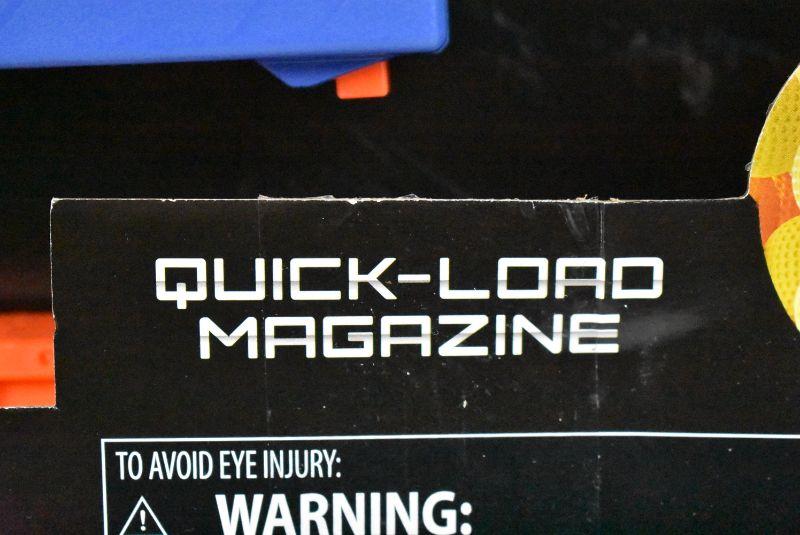 QUICK-LOAD
MAGAZINE
TO AVOID EYE INJURY:
WARNING: